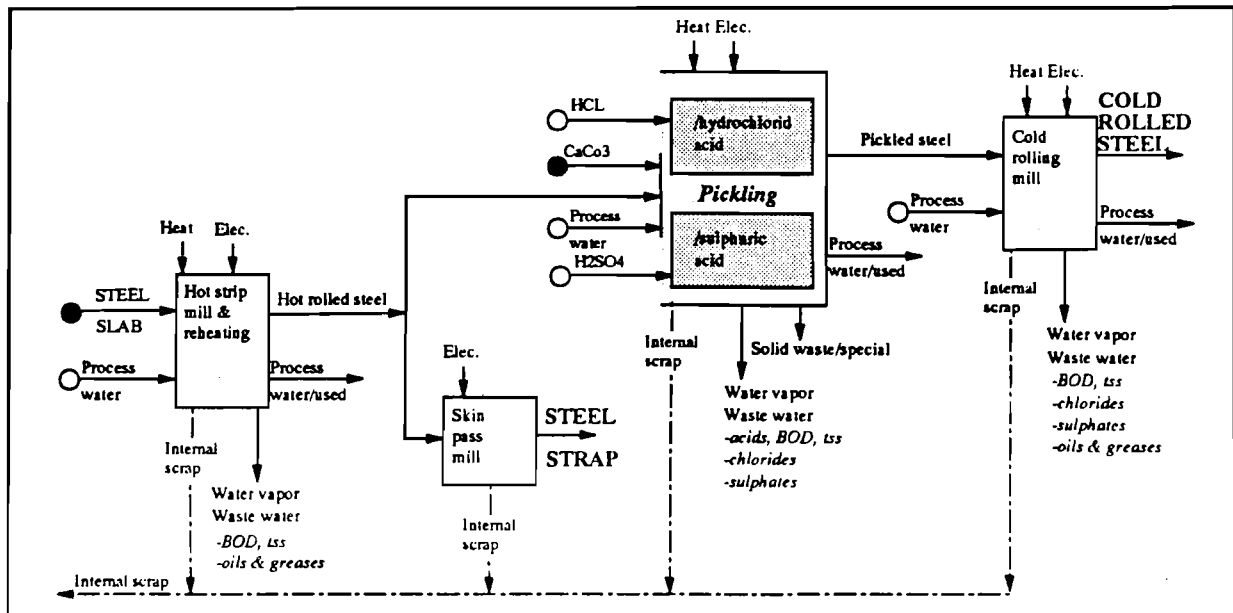 Heat Elec.
HCL
/hydrochlorid
acid
CaCo3
Pickling
Process
water
H2SO4
/sulphuric
acid
Pickled steel
Process
water/used
Internal
scrap
Solid waste/special
Water vapor
Waste water
-acids, BOD, tss
-chlorides
-sulphates
Heat Elec.
Cold
rolling
mill
COLD
ROLLED
STEEL
Process
water
Process
water/used
Internal
scrap
Water vapor
Waste water
-BOD, tss
-chlorides
-sulphates
-oils & greases
Heat
Elec.
STEEL
SLAB
Hot strip
mill &
reheating
Hot rolled steel
Process
water
Process
water/used
Internal
scrap
Water vapor
Waste water
-BOD, tss
-oils & greases
Elec.
Skin
pass
mill
STEEL
STRAP
Internal
scrap
Internal scrap